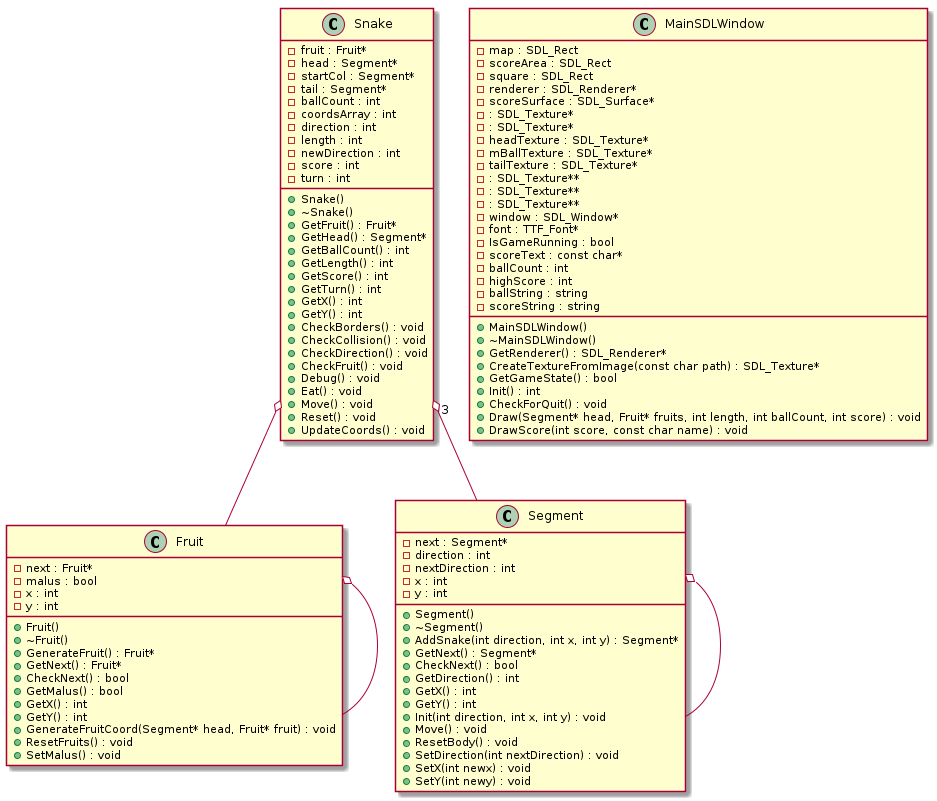 C Snake
fruit : Fruit*
head : Segment*
startCol : Segment*
tail : Segment*
ballCount : int
coordsArray : int
direction : int
length : int
newDirection : int
score : int
turn : int
Snake()
~Snake()
GetFruit() : Fruit*
GetHead() : Segment*
GetBallCount() : int
GetLength() : int
GetScore() : int
GetTurn() : int
GetX() : int
GetY() : int
CheckBorders() : void
CheckCollision() : void
CheckDirection() : void
CheckFruit() : void
Debug() : void
Eat() : void
Move() : void
Reset() : void
UpdateCoords() : void
C MainSDLWindow
map : SDL_Rect
scoreArea : SDL_Rect
square : SDL_Rect
renderer : SDL_Renderer*
scoreSurface : SDL_Surface*
: SDL_Texture*
: SDL_Texture*
headTexture : SDL_Texture*
mBallTexture : SDL_Texture*
tailTexture : SDL_Texture*
: SDL_Texture**
: SDL_Texture**
: SDL_Texture**
window : SDL_Window*
font : TTF_Font*
IsGameRunning : bool
scoreText : const char*
ballCount : int
highScore : int
ballString : string
scoreString : string
MainSDLWindow()
~MainSDLWindow()
GetRenderer() : SDL_Renderer*
CreateTextureFromImage(const char path) : SDL_Texture*
GetGameState() : bool
Init() : int
CheckForQuit() : void
Draw(Segment* head, Fruit* fruits, int length, int ballCount, int score) : void
DrawScore(int score, const char name) : void
3
C Fruit
next : Fruit*
malus : bool
x : int
y : int
Fruit()
~Fruit()
GenerateFruit() : Fruit*
GetNext() : Fruit*
CheckNext() : bool
GetMalus() : bool
GetX() : int
GetY() : int
GenerateFruitCoord(Segment* head, Fruit* fruit) : void
ResetFruits() : void
SetMalus() : void
C Segment
next : Segment*
direction : int
nextDirection : int
x : int
y : int
Segment()
~Segment()
AddSnake(int direction, int x, int y) : Segment*
GetNext() : Segment*
CheckNext() : bool
GetDirection() : int
GetX() : int
GetY() : int
Init(int direction, int x, int y) : void
Move() : void
ResetBody() : void
SetDirection(int nextDirection) : void
SetX(int newx) : void
SetY(int newy) : void